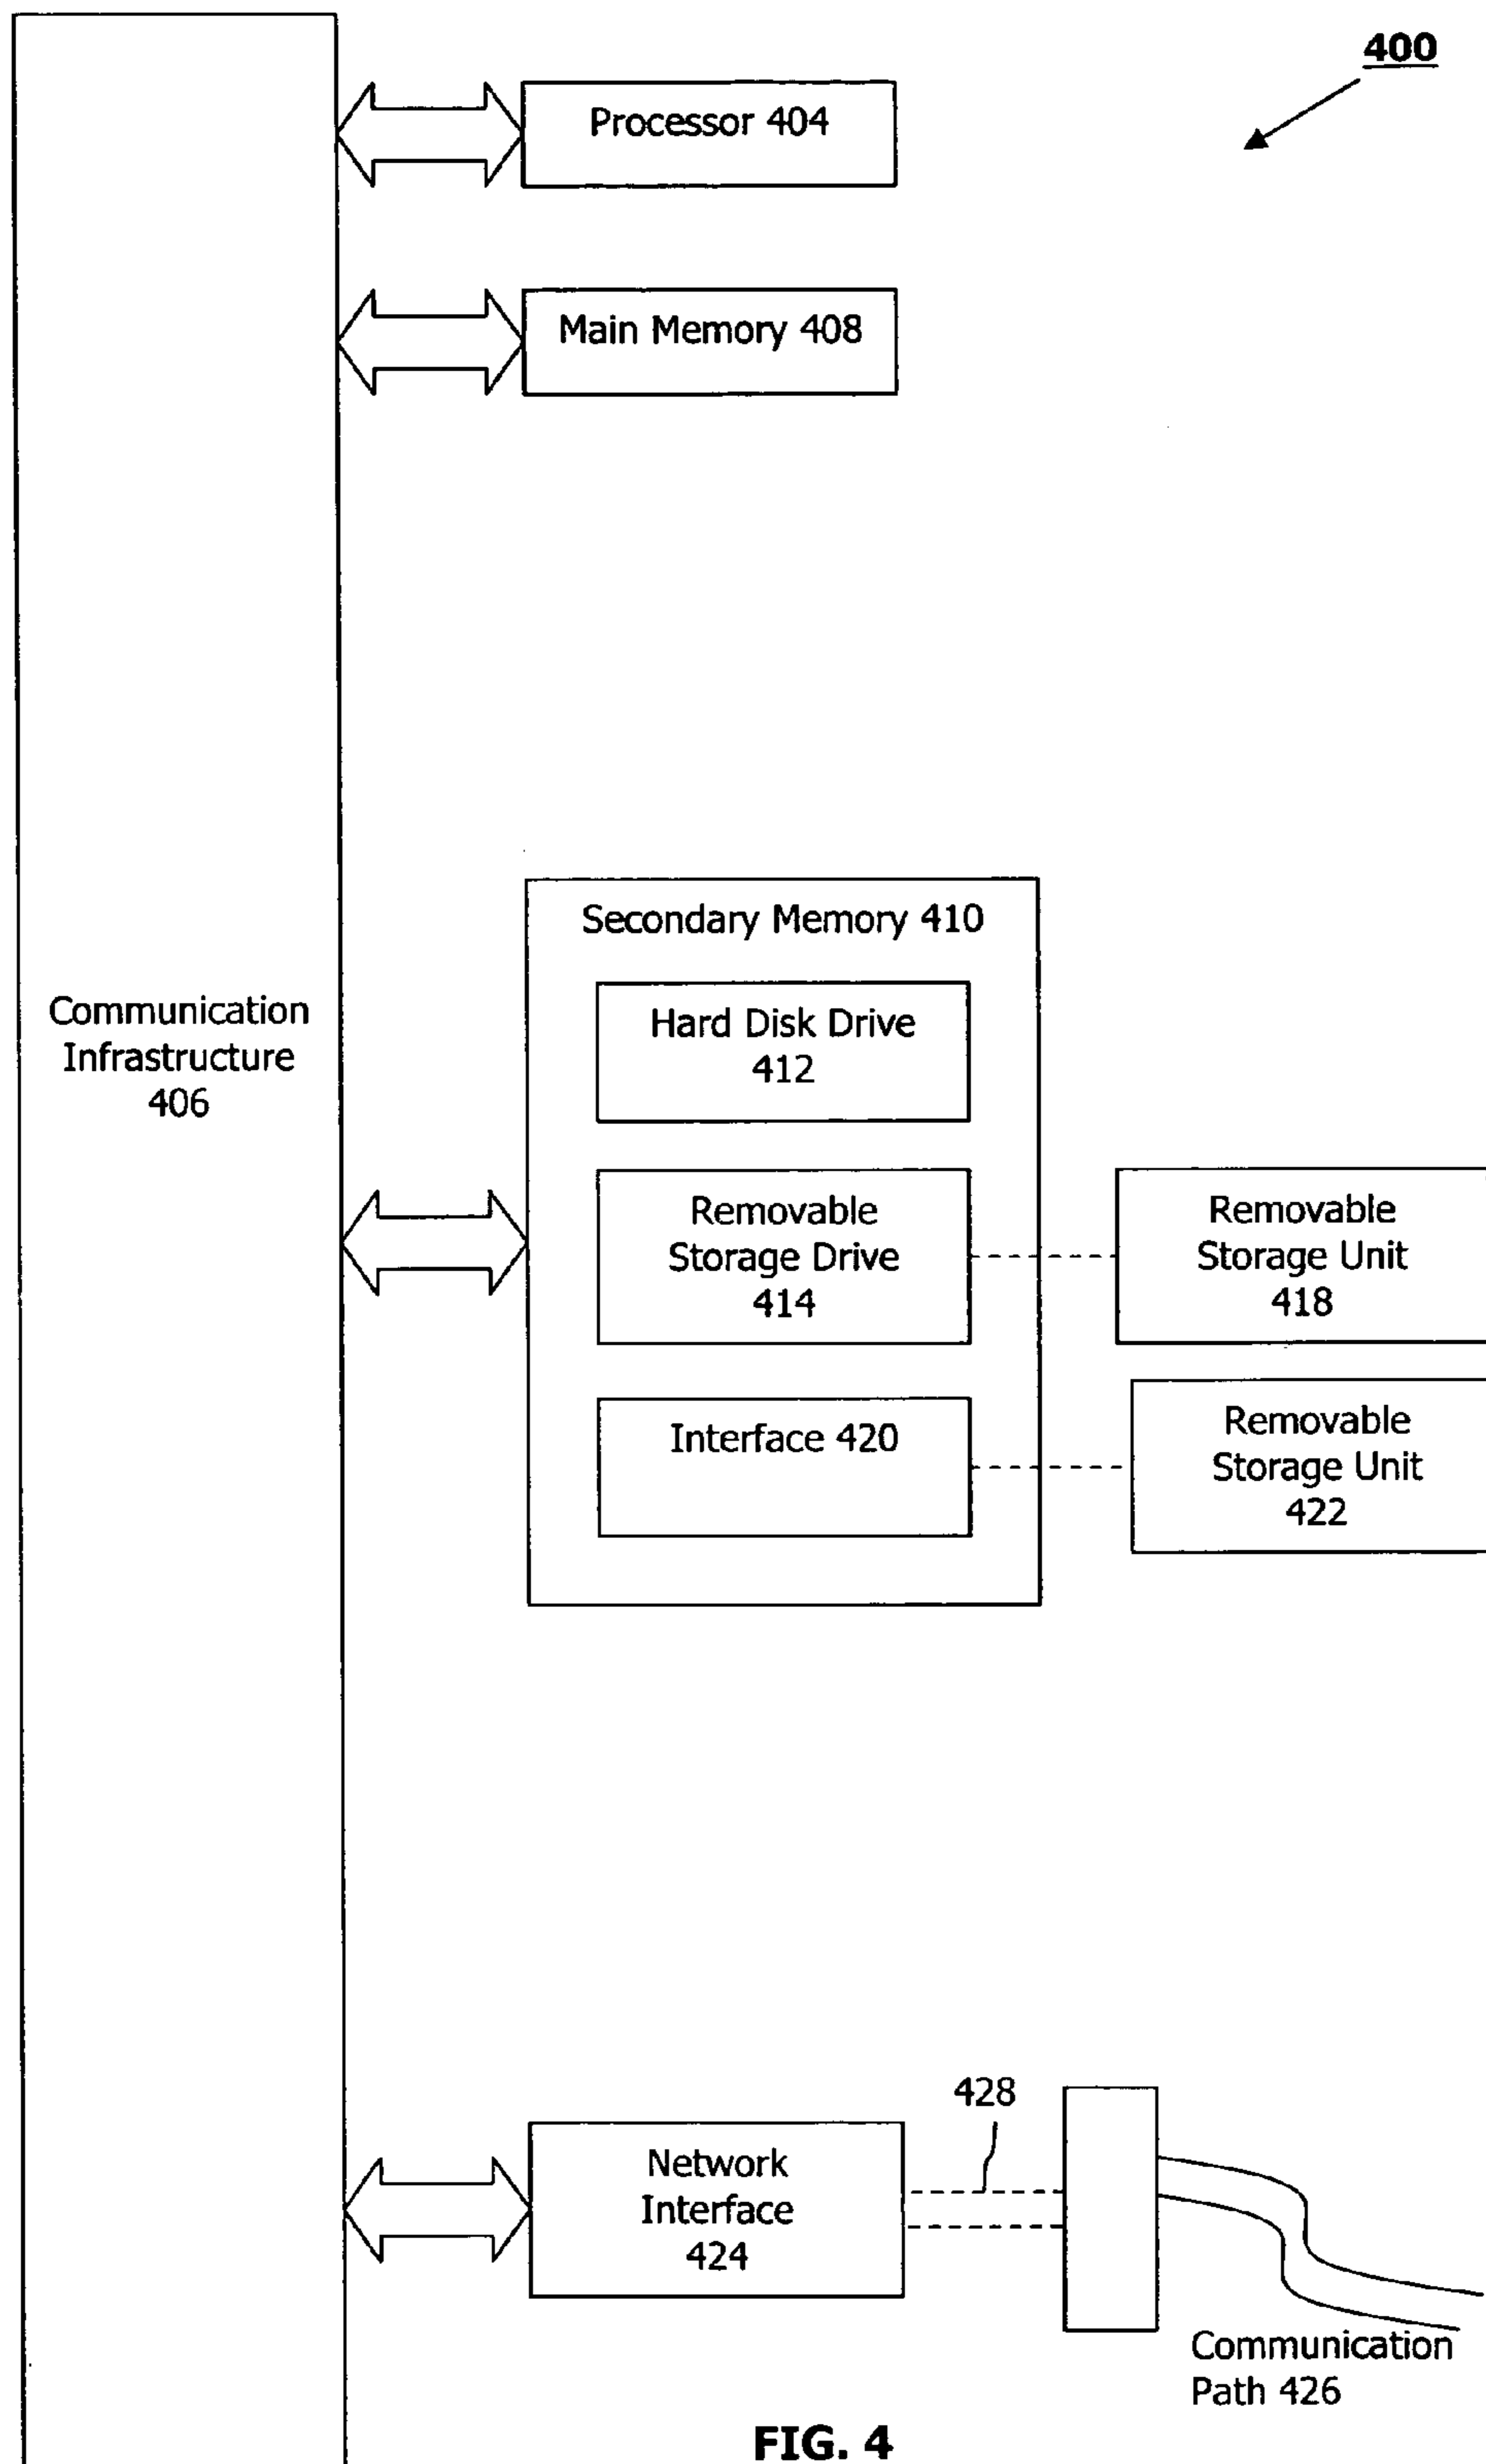 400
Processor 404
Main Memory 408
Communication
Infrastructure
406
Secondary Memory 410
Hard Disk Drive
412
Removable
Storage Drive
414
Removable
Storage Unit
418
Interface 420
Removable
Storage Unit
422
428
Network
Interface
424
Communication
Path 426
FIG. 4